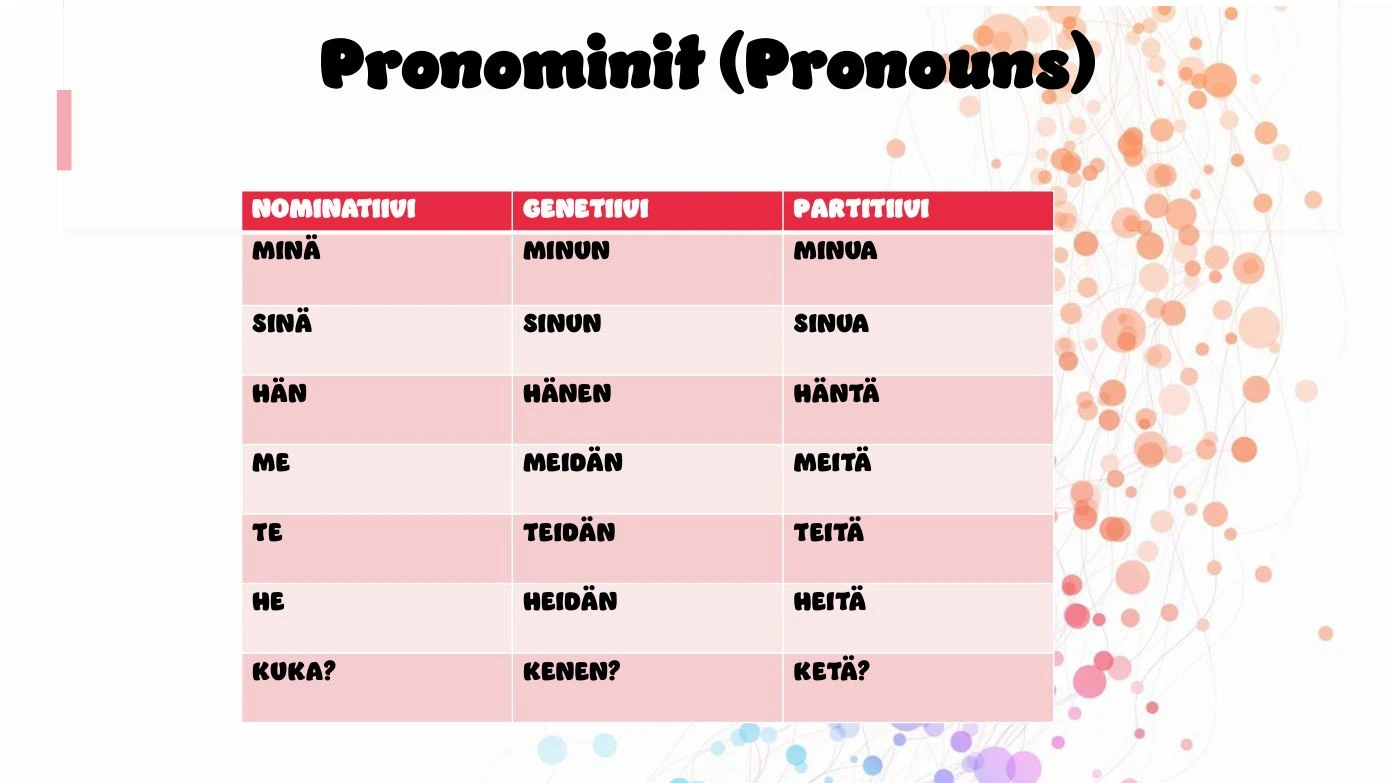 Pronominit (Pronouns)
NOMINATIIVI GENETIIVI PARTITIIVI
MINÄ MINUN MINUA
SINÄ SINUN SINUA
HÄN HÄNEN HÄNTÄ
ME MEIDÄN MEITÄ
TE TEIDÄN TEITÄ
HE HEIDÄN HEITÄ
KUKA? KENEN? KETÄ?